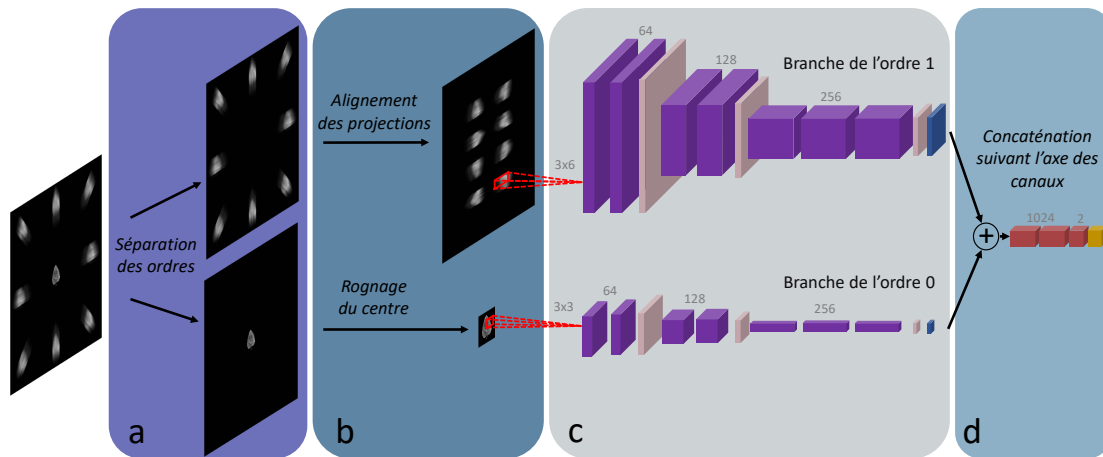 Séparation
des ordres
a
Alignement
des projections
Rognage
du centre
b
3x6
64
128
256
Branche de l'ordre 1
3x3
64
128
256
Branche de l'ordre 0
c
Concaténation
suivant l'axe des
canaux
+
1024
2
d